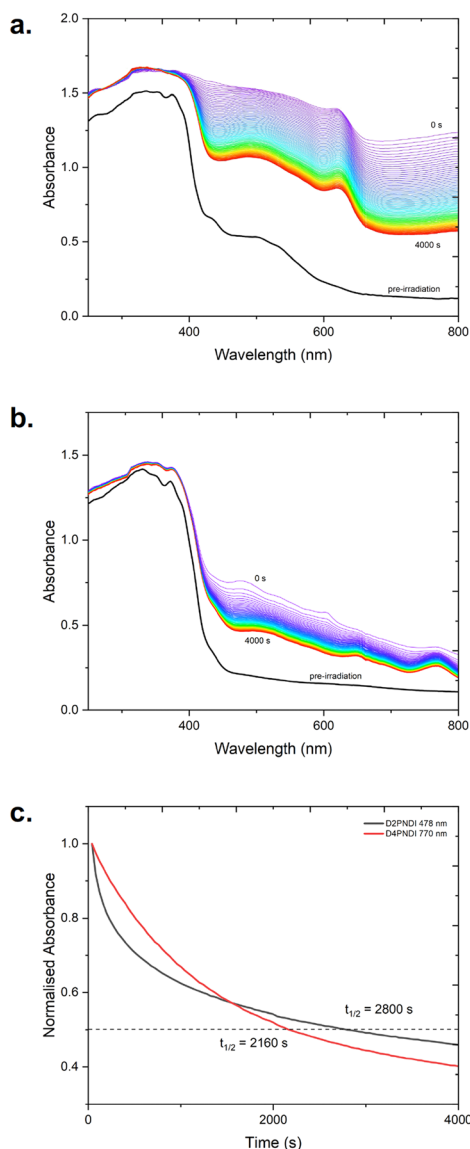 a.
2.0
1.5
1.0
0.5
0.0
Absorbance
0 s
4000 s
pre-irradiation
400
600
800
Wavelength (nm)
b.
1.5
1.0
0.5
0.0
Absorbance
0 s
4000 s
pre-irradiation
400
600
800
Wavelength (nm)
c.
D2PNDI 478 nm
D4PNDI 770 nm
1.0
0.8
0.6
0.4
Normalised Absorbance
t1/2 = 2800 s
t1/2 = 2160 s
0
2000
4000
Time (s)